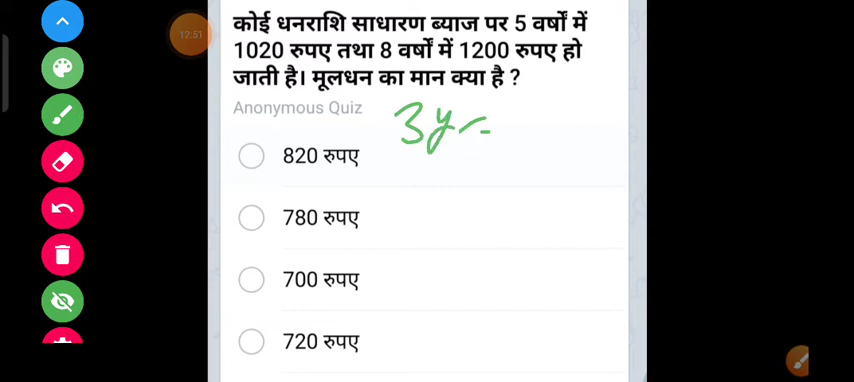 12:51
कोई धनराशि साधारण ब्याज पर 5 वर्षों में
1020 रुपए तथा 8 वर्षों में 1200 रुपए हो
जाती है। मूलधन का मान क्या है ?
Anonymous Quiz
3y
820 रुपए
780 रुपए
700 रुपए
720 रुपए